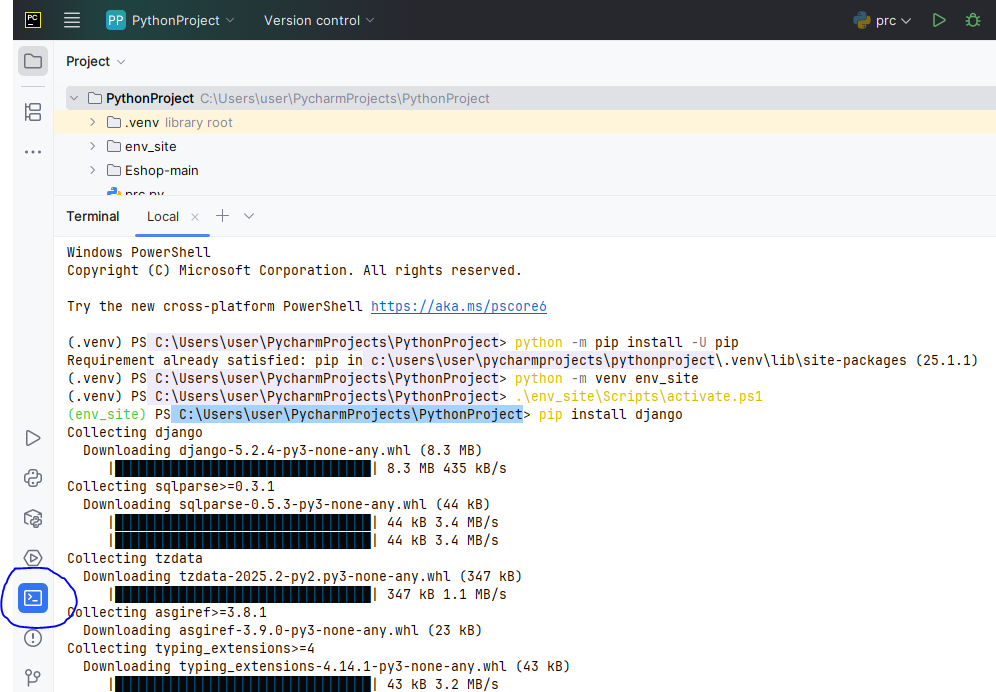 PC
PP PythonProject Version control prc
Project
PythonProject C:\Users\user\PycharmProjects\PythonProject
.venv library root
env_site
Eshop-main
prc.py
Terminal Local
Windows PowerShell
Copyright (C) Microsoft Corporation. All rights reserved.
Try the new cross-platform PowerShell https://aka.ms/pscore6
(.venv) PS C:\Users\user\PycharmProjects\PythonProject> python -m pip install -U pip
Requirement already satisfied: pip in c:\users\user\pycharmprojects\pythonproject\.venv\lib\site-packages (25.1.1)
(.venv) PS C:\Users\user\PycharmProjects\PythonProject> python -m venv env_site
(.venv) PS C:\Users\user\PycharmProjects\PythonProject> .\env_site\Scripts\activate.ps1
(env_site) PS C:\Users\user\PycharmProjects\PythonProject> pip install django
Collecting django
Downloading django-5.2.4-py3-none-any.whl (8.3 MB)
| | 8.3 MB 435 kB/s
Collecting sqlparse>=0.3.1
Downloading sqlparse-0.5.3-py3-none-any.whl (44 kB)
| | 44 kB 3.4 MB/s
| | 44 kB 3.4 MB/s
Collecting tzdata
Downloading tzdata-2025.2-py2.py3-none-any.whl (347 kB)
| | 347 kB 1.1 MB/s
Collecting asgiref>=3.8.1
Downloading asgiref-3.9.0-py3-none-any.whl (23 kB)
Collecting typing_extensions>=4
Downloading typing_extensions-4.14.1-py3-none-any.whl (43 kB)
| | 43 kB 3.2 MB/s